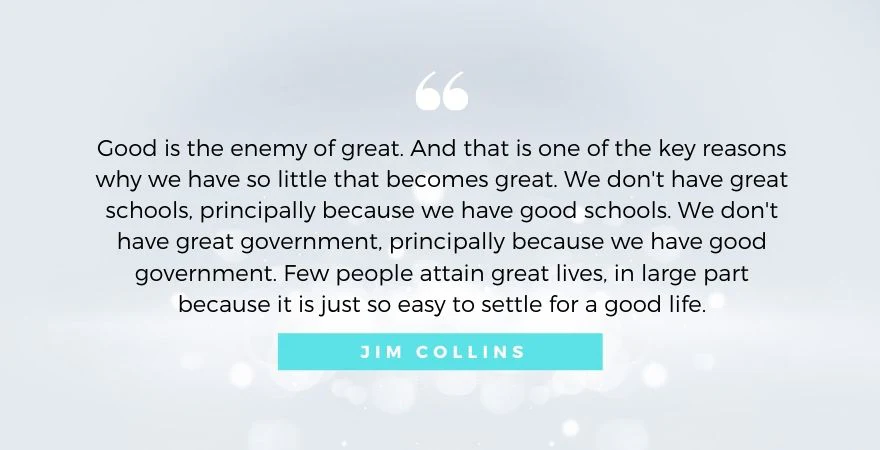 “
Good is the enemy of great. And that is one of the key reasons
why we have so little that becomes great. We don't have great
schools, principally because we have good schools. We don't
have great government, principally because we have good
government. Few people attain great lives, in large part
because it is just so easy to settle for a good life.
JIM COLLINS